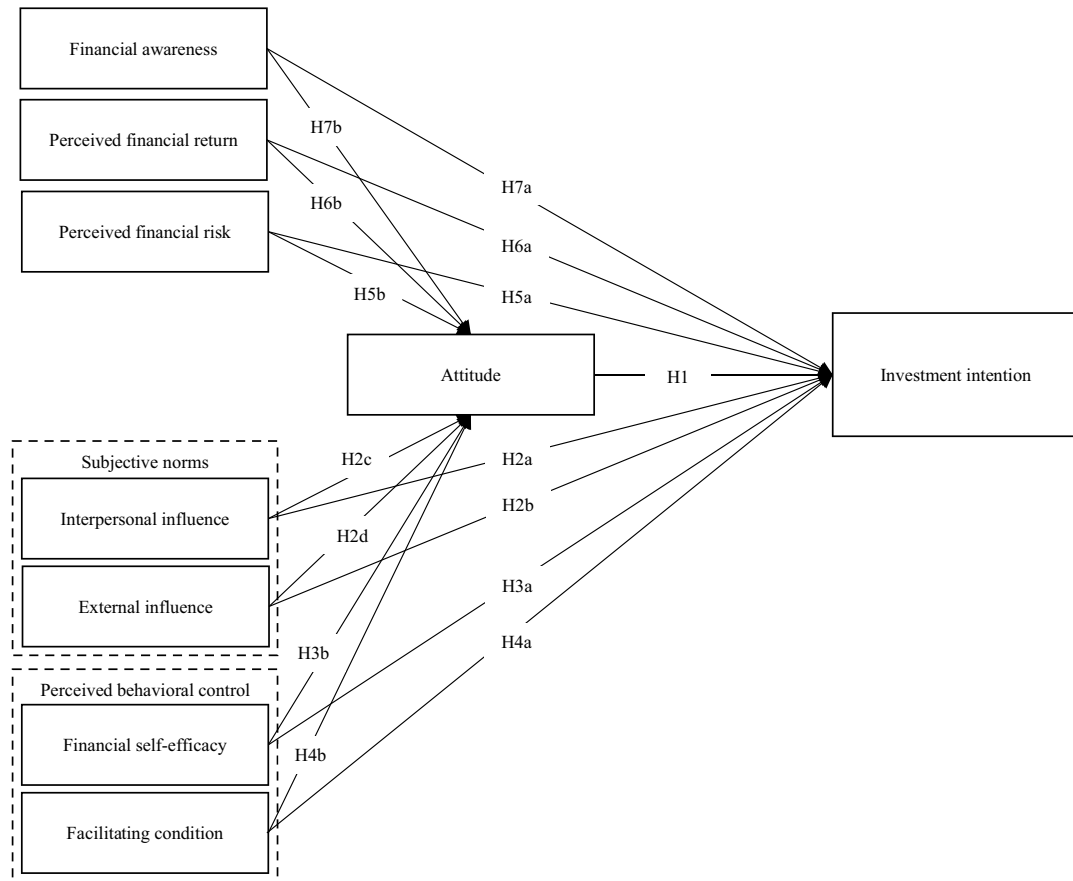 Financial awareness
H7b
Perceived financial return
H7a
H6b
Perceived financial risk
H6a
H5b
H5a
Attitude
H1
Investment intention
Subjective norms
H2c
H2a
Interpersonal influence
H2b
H2d
External influence
H3a
H4a
H3b
Perceived behavioral control
Financial self-efficacy
H4b
Facilitating condition